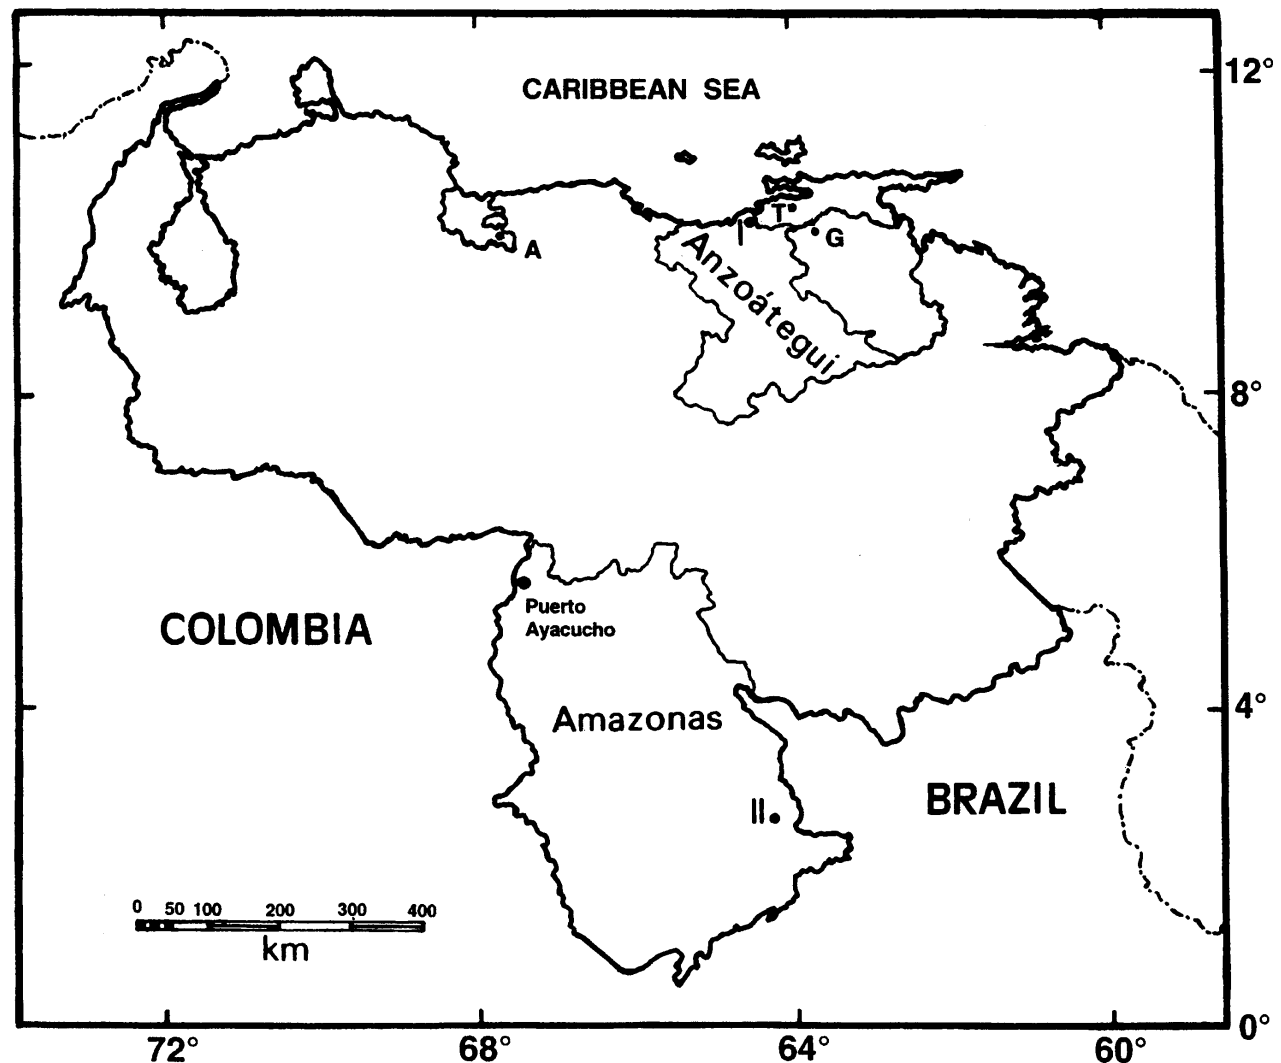 CARIBBEAN SEA
12°
T
I
G
A
Anzoátegui
8°
Puerto
Ayacucho
COLOMBIA
Amazonas
4°
BRAZIL
II
0 50 100 200 300 400
km
0°
72° 68° 64° 60°